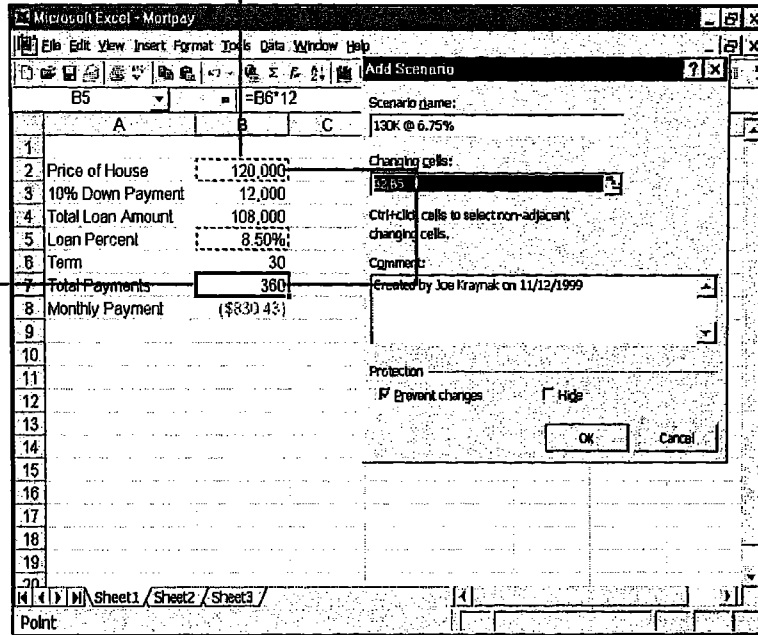 Microsoft Excel - Mortpay
File Edit View Insert Format Tools Data Window Help
B5 = =B6*12
A B C
1
2 Price of House 120,000
3 10% Down Payment 12,000
4 Total Loan Amount 108,000
5 Loan Percent 8.50%
6 Term 30
7 Total Payments 360
8 Monthly Payment ($830.43)
9
10
11
12
13
14
15
16
17
18
19
20
Sheet1 Sheet2 Sheet3
Point
Add Scenario
Scenario name:
130K @ 6.75%
Changing cells:
B2,B5
Ctrl+click cells to select non-adjacent
changing cells.
Comment:
Created by Joe Kraynak on 11/12/1999
Protection
Prevent changes Hide
OK Cancel